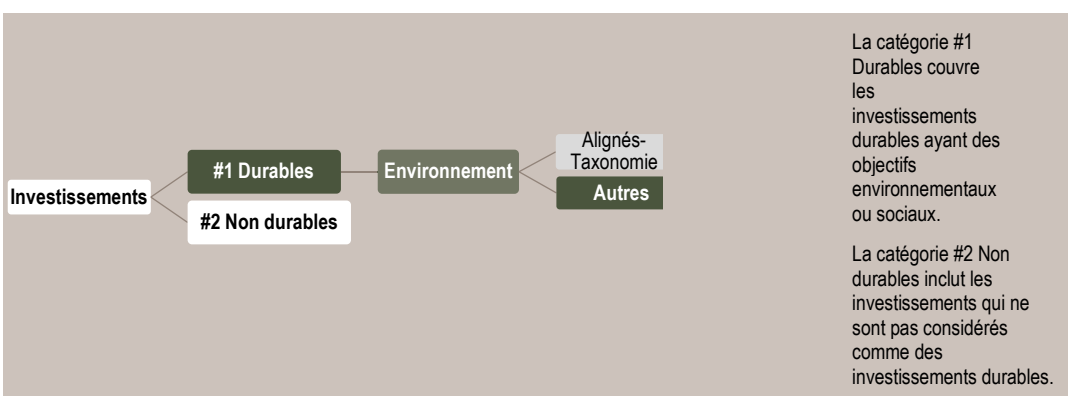 Investissements
#1 Durables
#2 Non durables
Environnement
Alignés-
Taxonomie
Autres
La catégorie #1
Durables couvre
les
investissements
durables ayant des
objectifs
environnementaux
ou sociaux.
La catégorie #2 Non
durables inclut les
investissements qui ne
sont pas considérés
comme des
investissements durables.